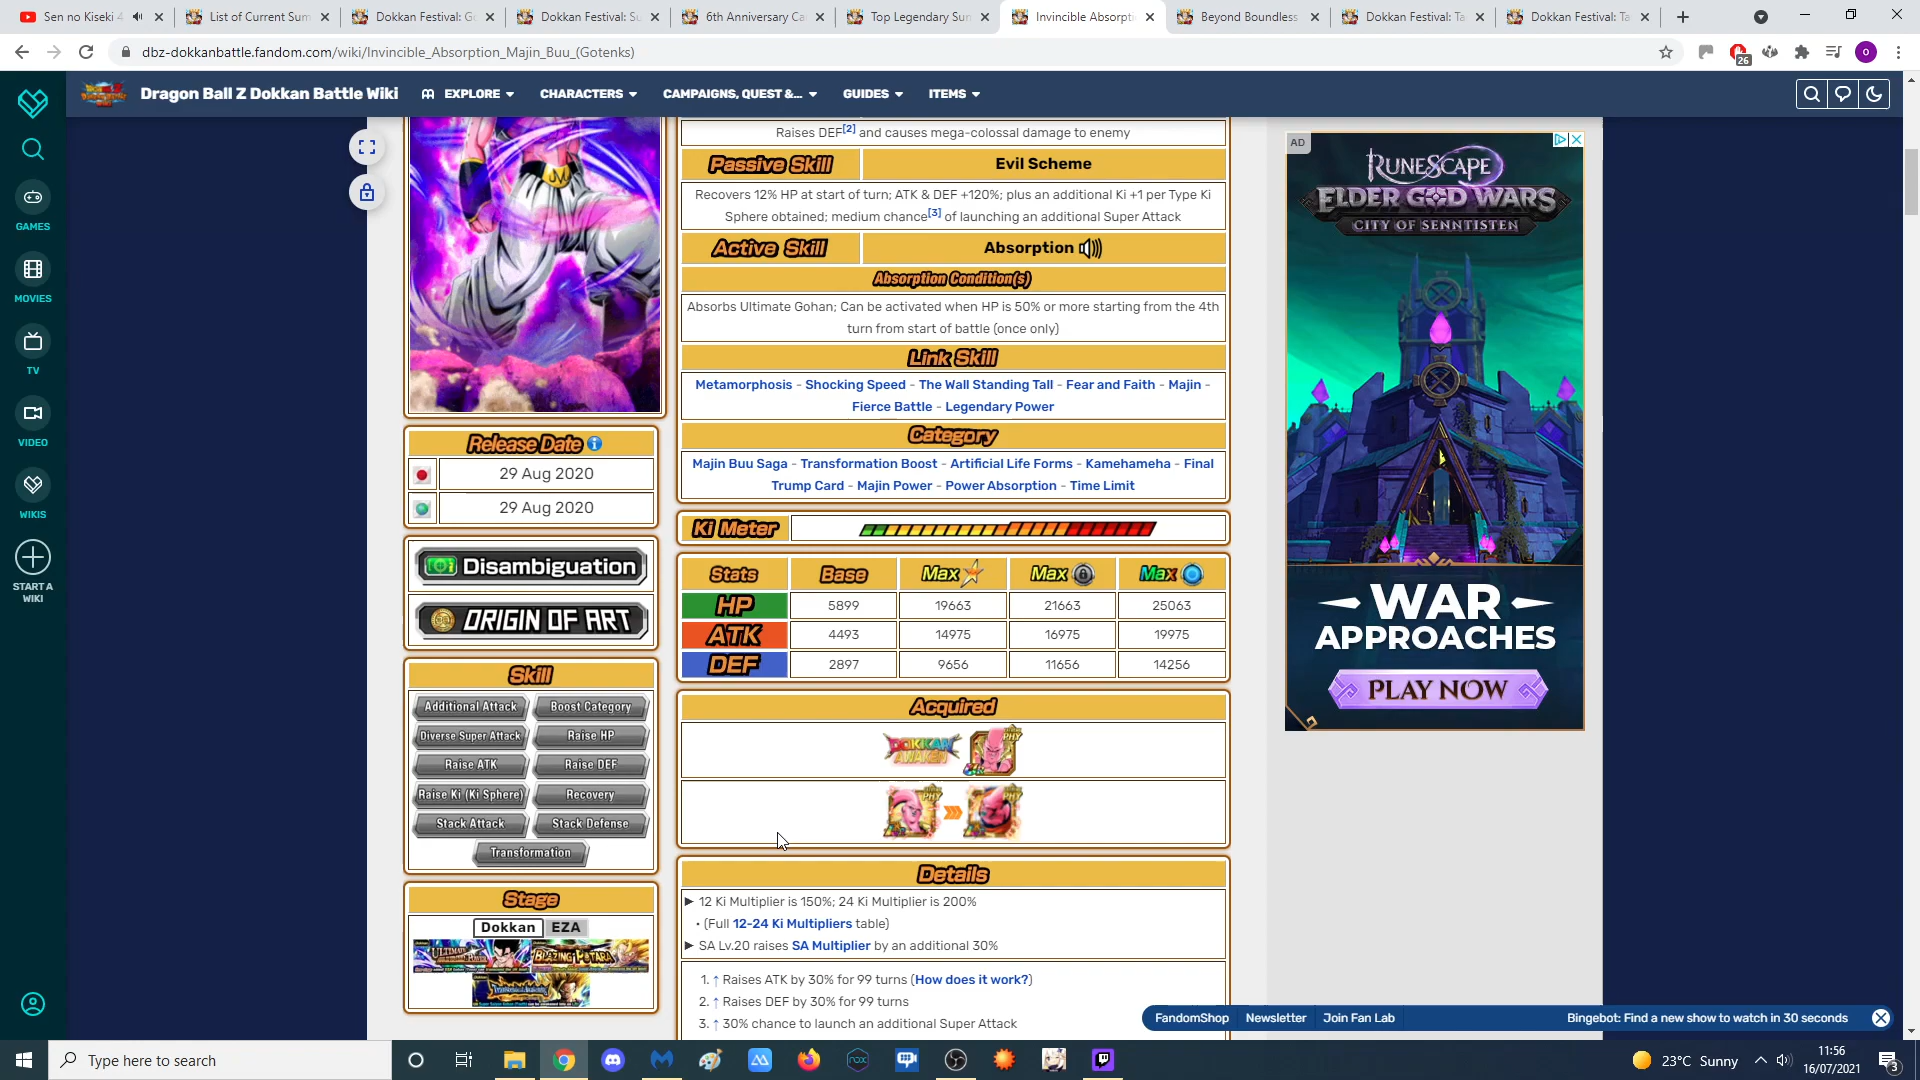 Sen no Kiseki 4
List of Current Sum
Dokkan Festival: G
Dokkan Festival: Su
6th Anniversary Ca
Top Legendary Sum
Invincible Absorpti
Beyond Boundless
Dokkan Festival: Ta
Dokkan Festival: Ta
dbz-dokkanbattle.fandom.com/wiki/Invincible_Absorption_Majin_Buu_(Gotenks)
26
O
Dragon Ball Z Dokkan Battle Wiki
EXPLORE
CHARACTERS
CAMPAIGNS, QUEST &...
GUIDES
ITEMS
GAMES
MOVIES
TV
VIDEO
WIKIS
START A
WIKI
Raises DEF[2] and causes mega-colossal damage to enemy
Passive Skill
Evil Scheme
Recovers 12% HP at start of turn; ATK & DEF +120%; plus an additional Ki +1 per Type Ki
Sphere obtained; medium chance[3] of launching an additional Super Attack
Active Skill
Absorption
Absorption Condition(s)
Absorbs Ultimate Gohan; Can be activated when HP is 50% or more starting from the 4th
turn from start of battle (once only)
Link Skill
Metamorphosis - Shocking Speed - The Wall Standing Tall - Fear and Faith - Majin -
Fierce Battle - Legendary Power
Category
Majin Buu Saga - Transformation Boost - Artificial Life Forms - Kamehameha - Final
Trump Card - Majin Power - Power Absorption - Time Limit
Ki Meter
Stats Base Max Max Max
HP 5899 19663 21663 25063
ATK 4493 14975 16975 19975
DEF 2897 9656 11656 14256
Acquired
DOKKAN
AWAKEN
PHY
PHY
PHY
Details
► 12 Ki Multiplier is 150%; 24 Ki Multiplier is 200%
• (Full 12-24 Ki Multipliers table)
► SA Lv.20 raises SA Multiplier by an additional 30%
1. ↑ Raises ATK by 30% for 99 turns (How does it work?)
2. ↑ Raises DEF by 30% for 99 turns
3. ↑ 30% chance to launch an additional Super Attack
Release Date
29 Aug 2020
29 Aug 2020
Disambiguation
ORIGIN OF ART
Skill
Additional Attack
Boost Category
Diverse Super Attack
Raise HP
Raise ATK
Raise DEF
Raise Ki (Ki Sphere)
Recovery
Stack Attack
Stack Defense
Transformation
Stage
Dokkan
EZA
ULTIMATE
BLAZING POTARA
AD
RUNESCAPE
ELDER GOD WARS
CITY OF SENNTISTEN
WAR
APPROACHES
PLAY NOW
FandomShop
Newsletter
Join Fan Lab
Bingebot: Find a new show to watch in 30 seconds
Type here to search
23°C Sunny
11:56
16/07/2021
3